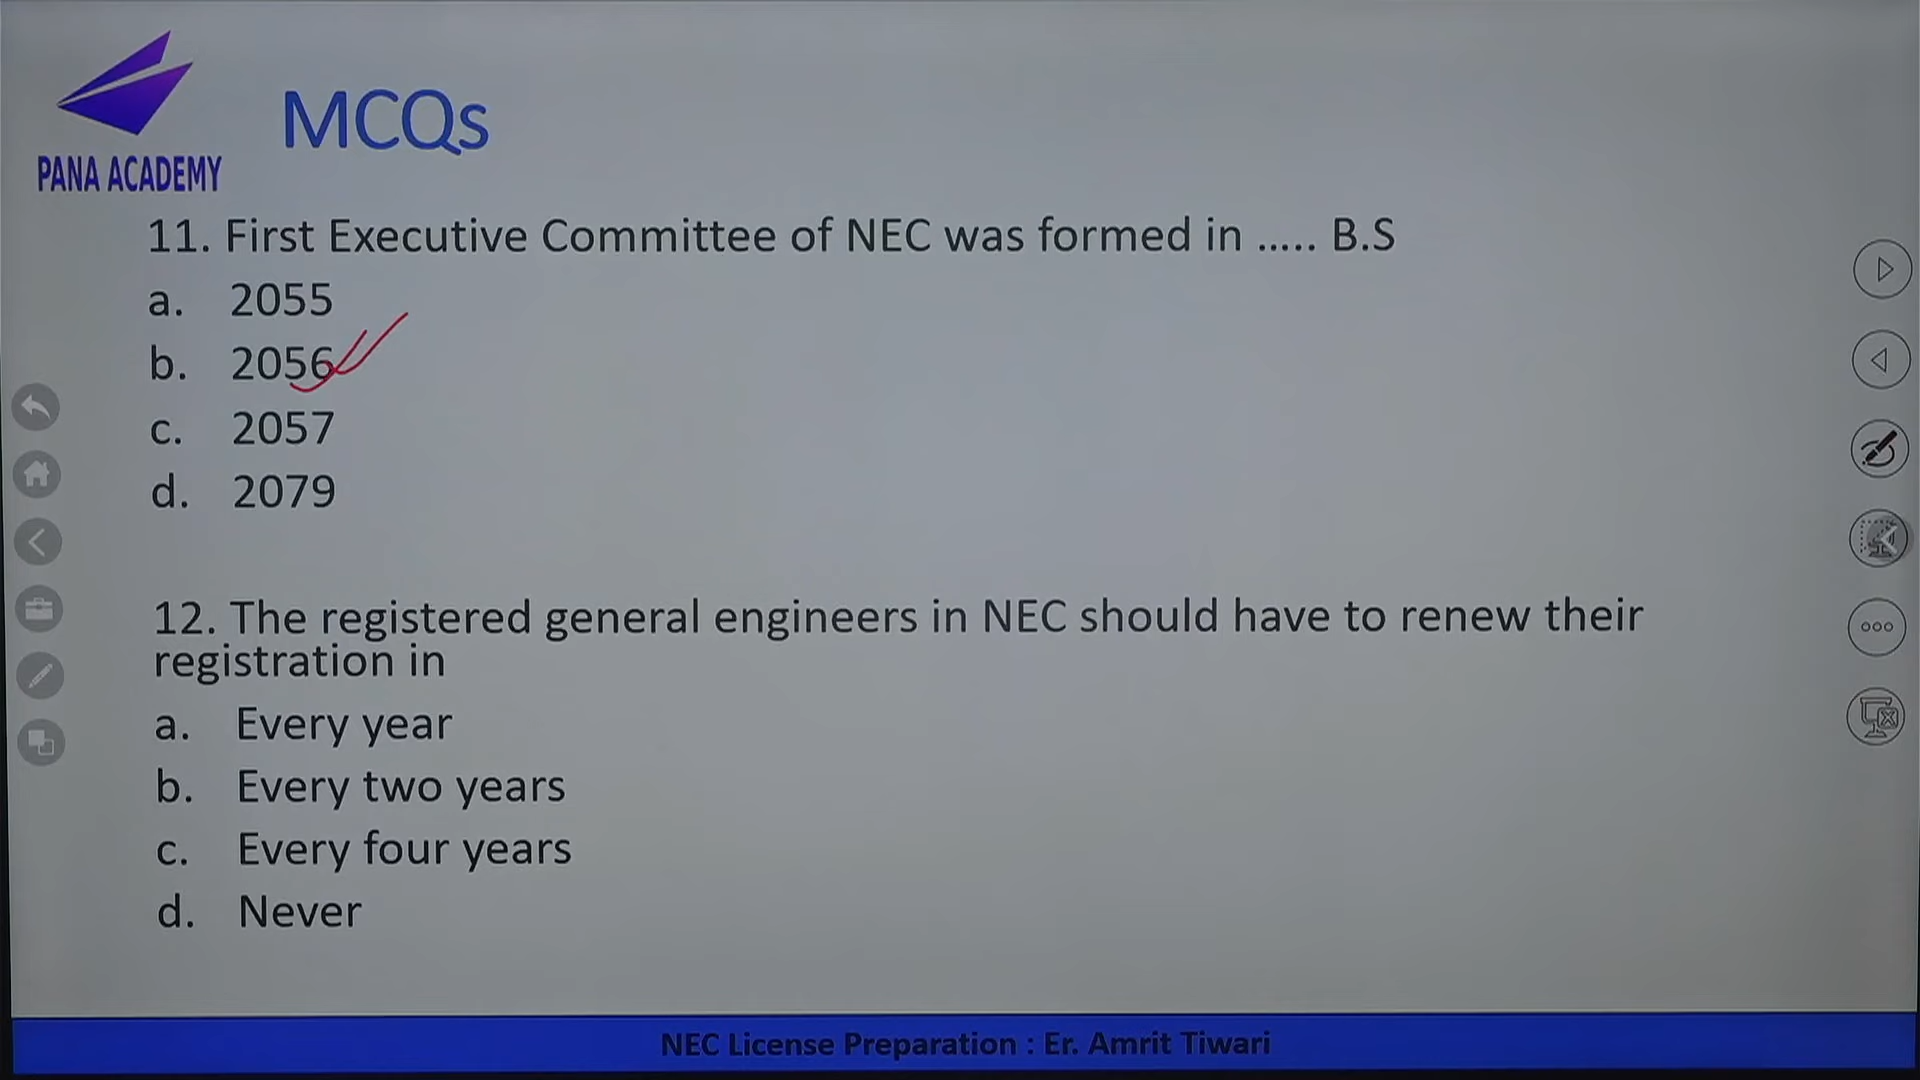 PANA ACADEMY
MCQs
11. First Executive Committee of NEC was formed in ..... B.S
a. 2055
b. 2056
c. 2057
d. 2079
12. The registered general engineers in NEC should have to renew their
registration in
a. Every year
b. Every two years
c. Every four years
d. Never
NEC License Preparation : Er. Amrit Tiwari